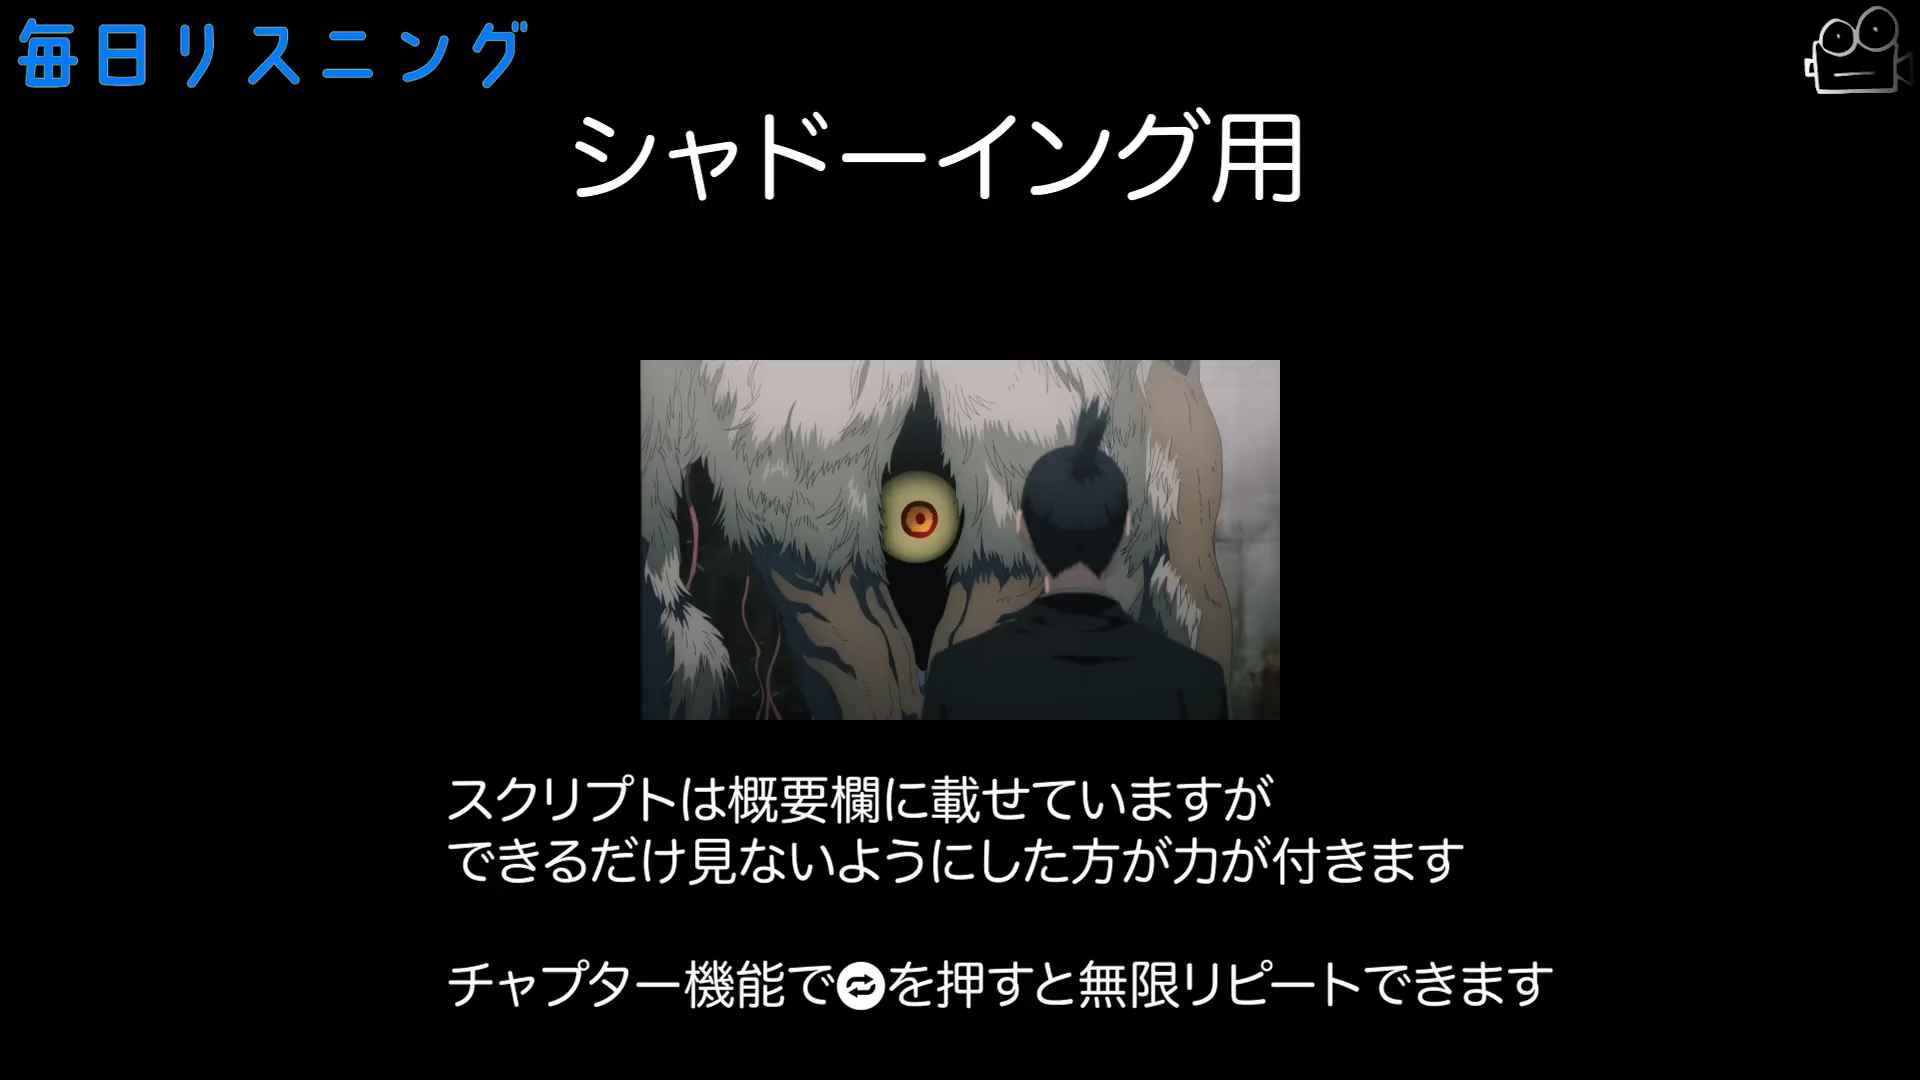 毎日リスニング
シャドーイング用
スクリプトは概要欄に載せていますが
できるだけ見ないようにした方が力が付きます
チャプター機能でを押すと無限リピートできます